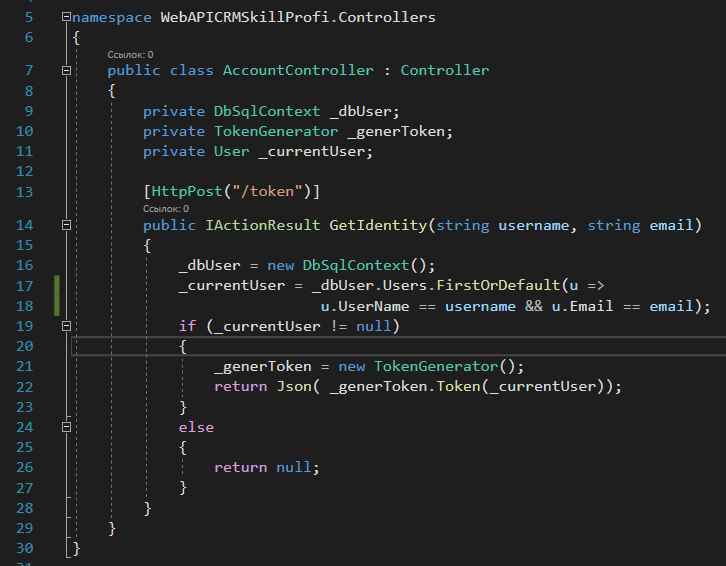 5 namespace WebAPICRMSkillProfi.Controllers
6 {
Ссылок: 0
7 public class AccountController : Controller
8 {
9 private DbSqlContext _dbUser;
10 private TokenGenerator _generToken;
11 private User _currentUser;
12
13 [HttpPost("/token")]
Ссылок: 0
14 public IActionResult GetIdentity(string username, string email)
15 {
16 _dbUser = new DbSqlContext();
17 _currentUser = _dbUser.Users.FirstOrDefault(u =>
18 u.UserName == username && u.Email == email);
19 if (_currentUser != null)
20 {
21 _generToken = new TokenGenerator();
22 return Json( _generToken.Token(_currentUser));
23 }
24 else
25 {
26 return null;
27 }
28 }
29 }
30 }